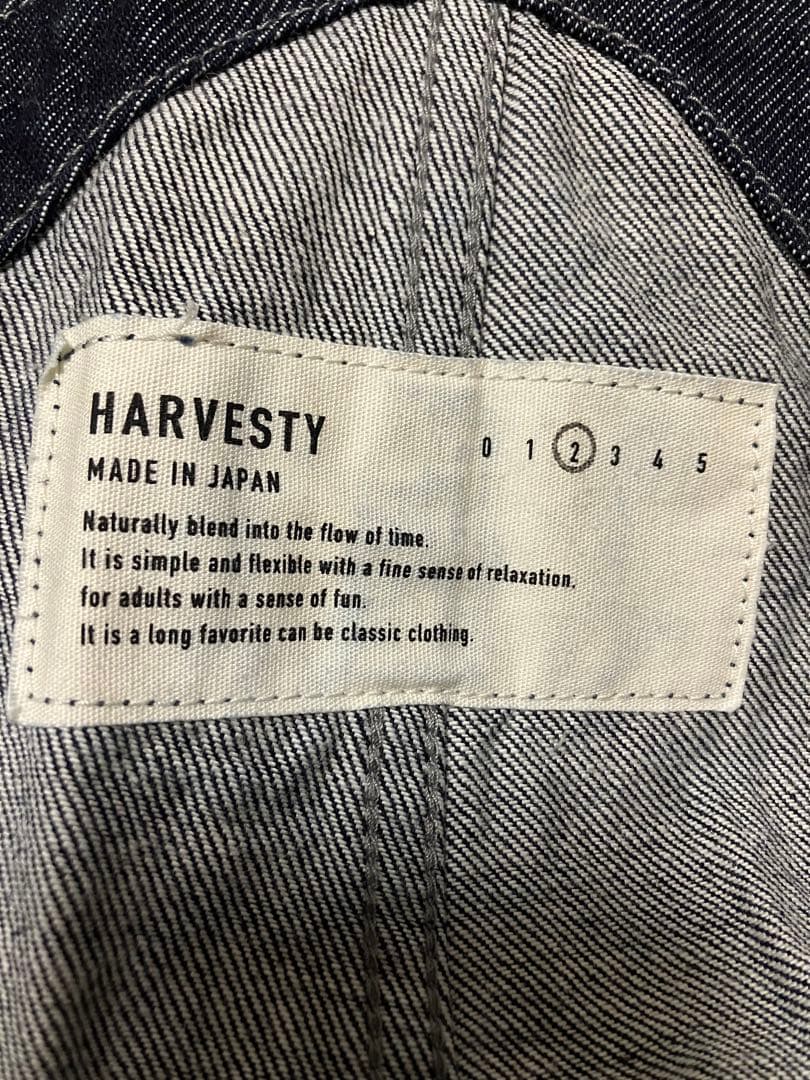 HARVESTY
0 1 2 3 4 5
MADE IN JAPAN
Naturally blend into the flow of time.
It is simple and flexible with a fine sense of relaxation,
for adults with a sense of fun.
It is a long favorite can be classic clothing.